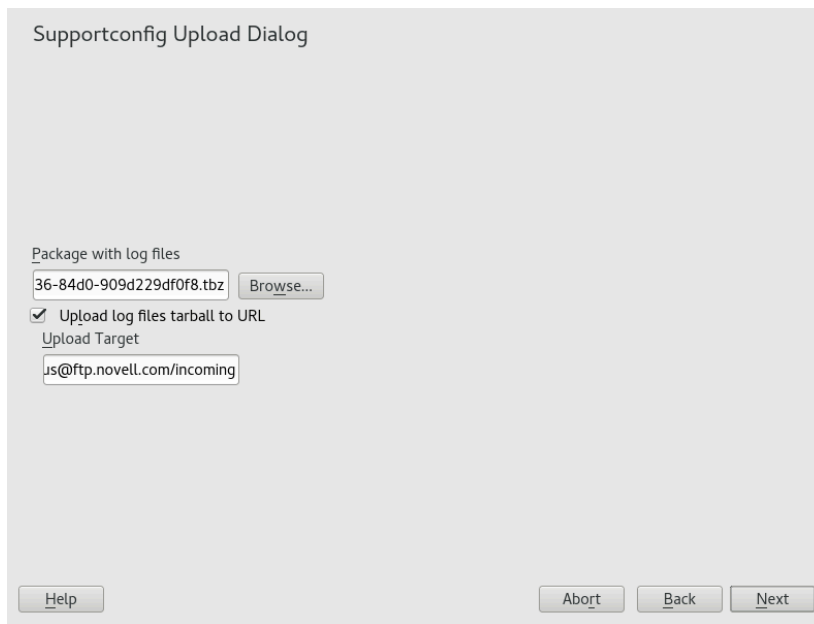 Supportconfig Upload Dialog
Package with log files
36-84d0-909d229df0f8.tbz Browse...
Upload log files tarball to URL
Upload Target
us@ftp.novell.com/incoming
Help Abort Back Next